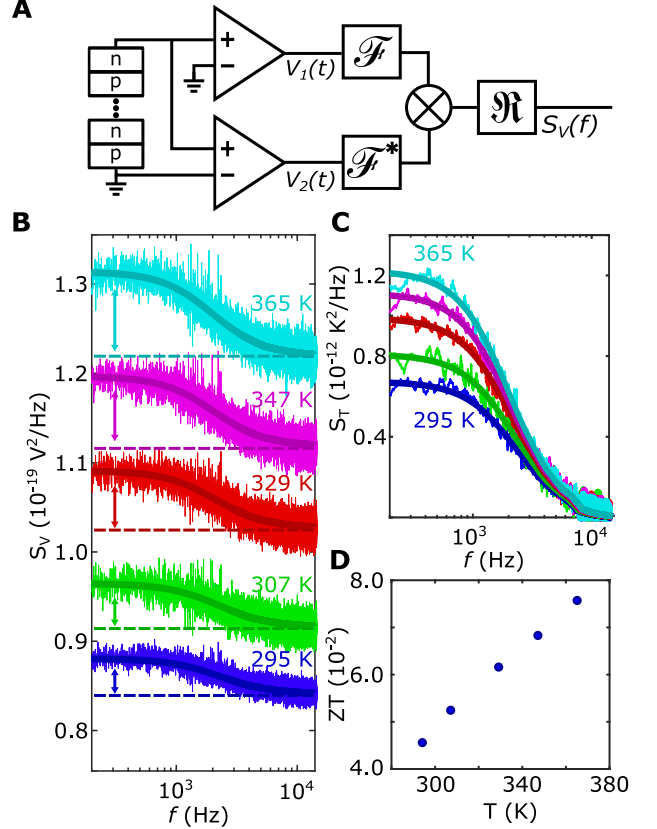 A
n
p
n
p
+
−
+
−
V₁(t)
V₂(t)
ℱ
ℱ*
ℜ
S_V(f)
B
S_V (10⁻¹⁹ V²/Hz)
1.3
1.2
1.1
1.0
0.9
0.8
365 K
347 K
329 K
307 K
295 K
10³
10⁴
f (Hz)
C
S_T (10⁻¹² K²/Hz)
1.2
0.8
0.4
365 K
295 K
10³
10⁴
f (Hz)
D
ZT (10⁻²)
8.0
6.0
4.0
300
340
380
T (K)